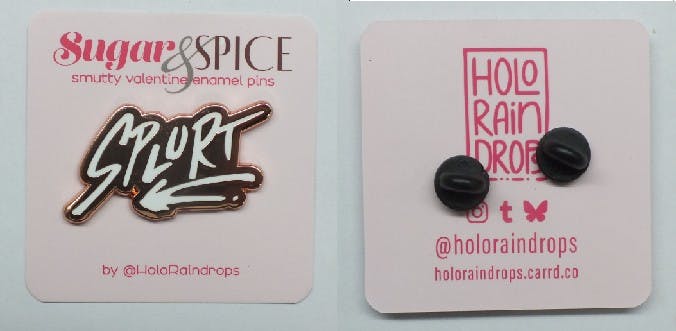 Sugar & SPICE
smutty valentine enamel pins
SPLURT
by @HoloRaindrops
HOLO
RAIN
DROPS
t
@holoraindrops
holoraindrops.carrd.co